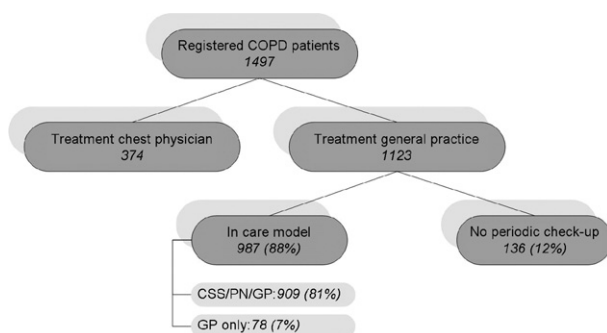 Registered COPD patients
1497
Treatment chest physician
374
Treatment general practice
1123
In care model
987 (88%)
No periodic check-up
136 (12%)
CSS/PN/GP:909 (81%)
GP only:78 (7%)